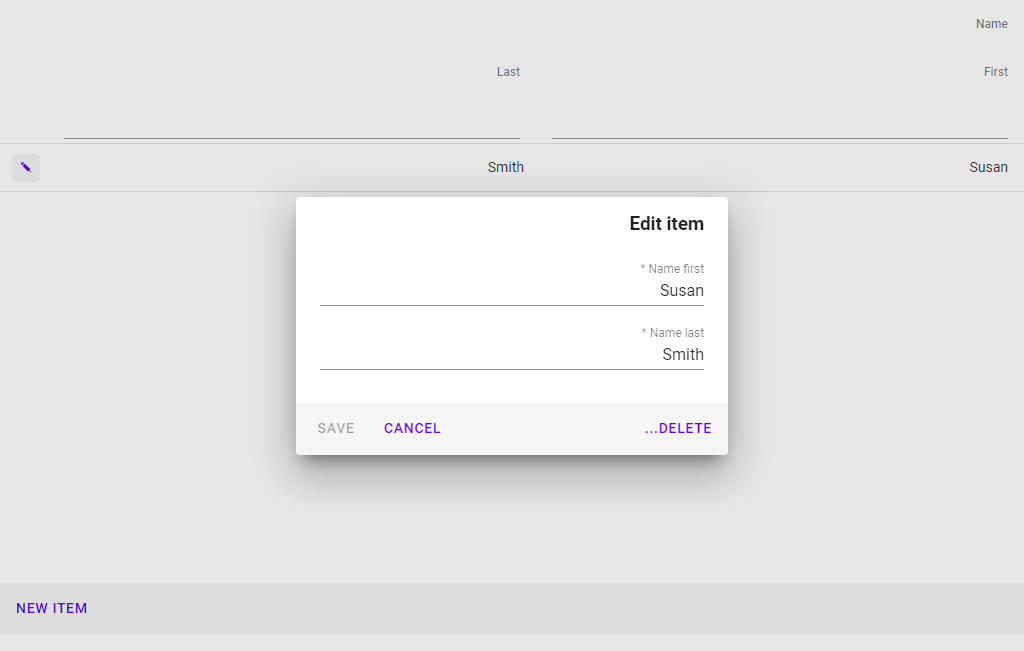 Name
Last First
Smith Susan
Edit item
* Name first
Susan
* Name last
Smith
SAVE CANCEL ...DELETE
NEW ITEM